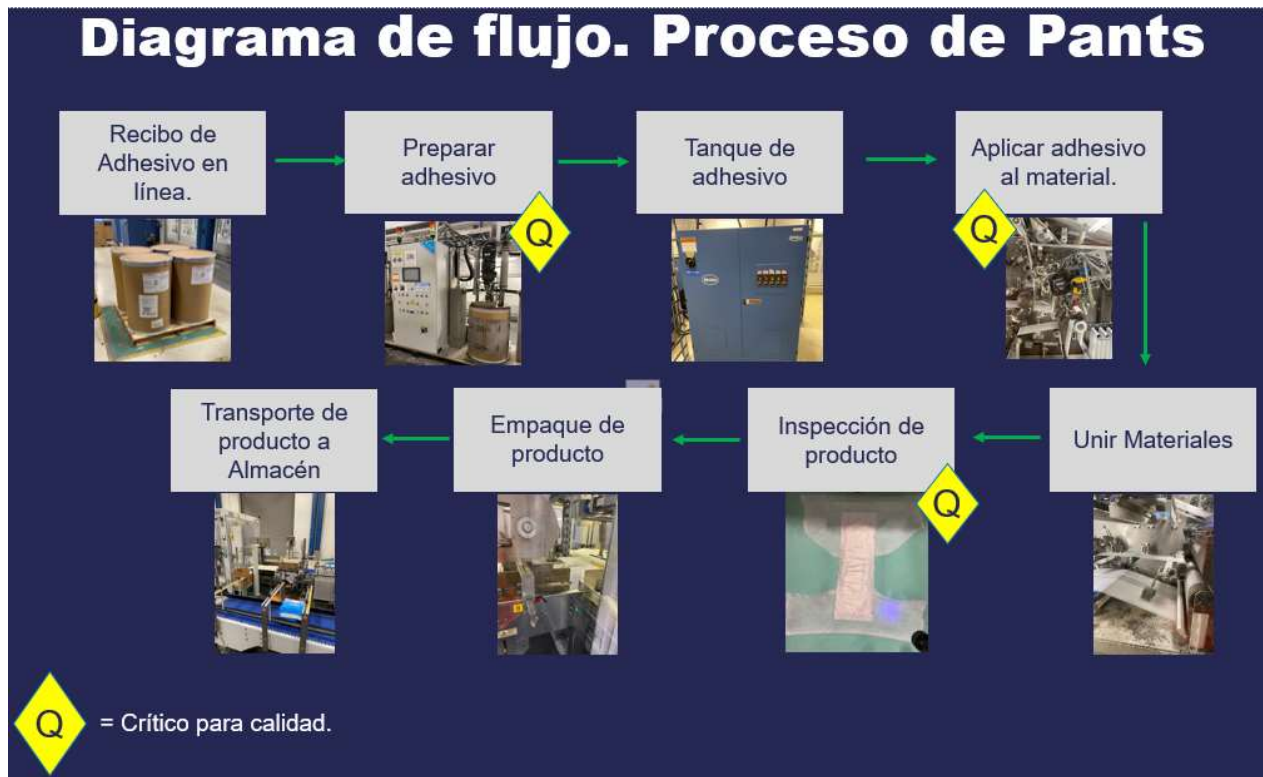 Diagrama de flujo. Proceso de Pants
Recibo de
Adhesivo en
línea.
Preparar
adhesivo
Q
Tanque de
adhesivo
Aplicar adhesivo
al material.
Q
Unir Materiales
Inspección de
producto
Q
Empaque de
producto
Transporte de
producto a
Almacén
Q = Crítico para calidad.